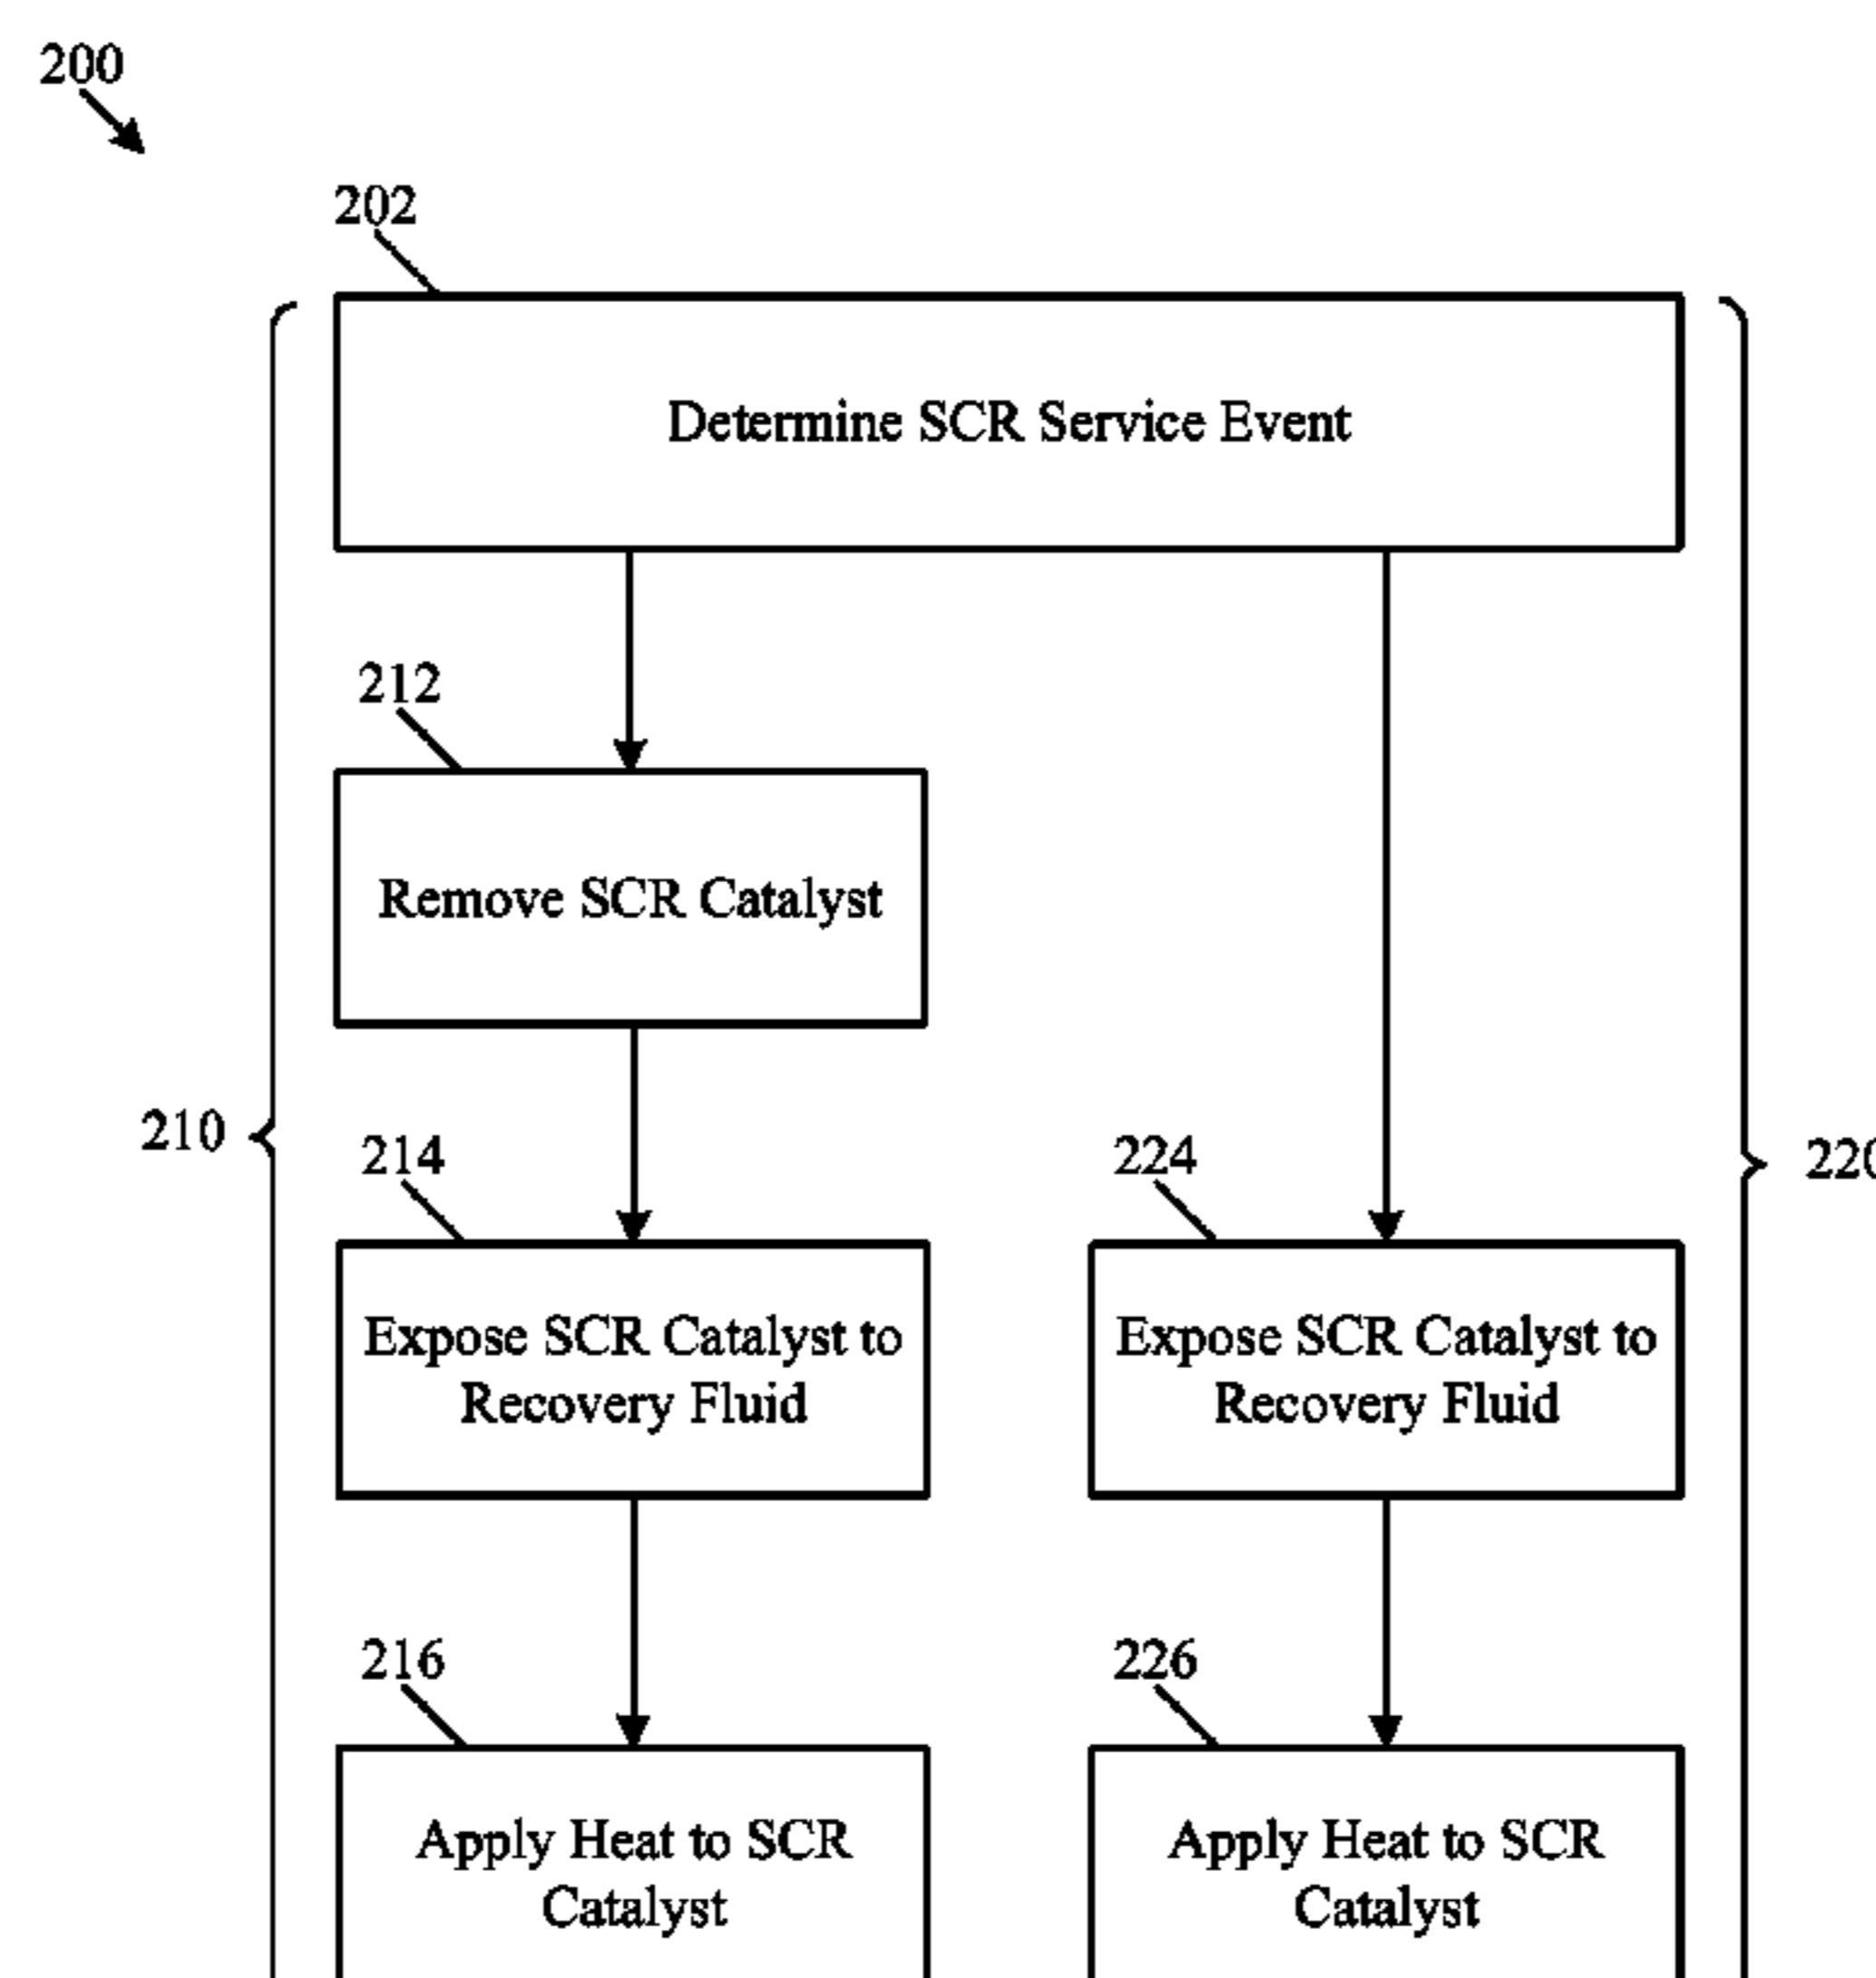 200
202
Determine SCR Service Event
212
Remove SCR Catalyst
210
214
224
220
Expose SCR Catalyst to
Recovery Fluid
Expose SCR Catalyst to
Recovery Fluid
216
226
Apply Heat to SCR
Catalyst
Apply Heat to SCR
Catalyst